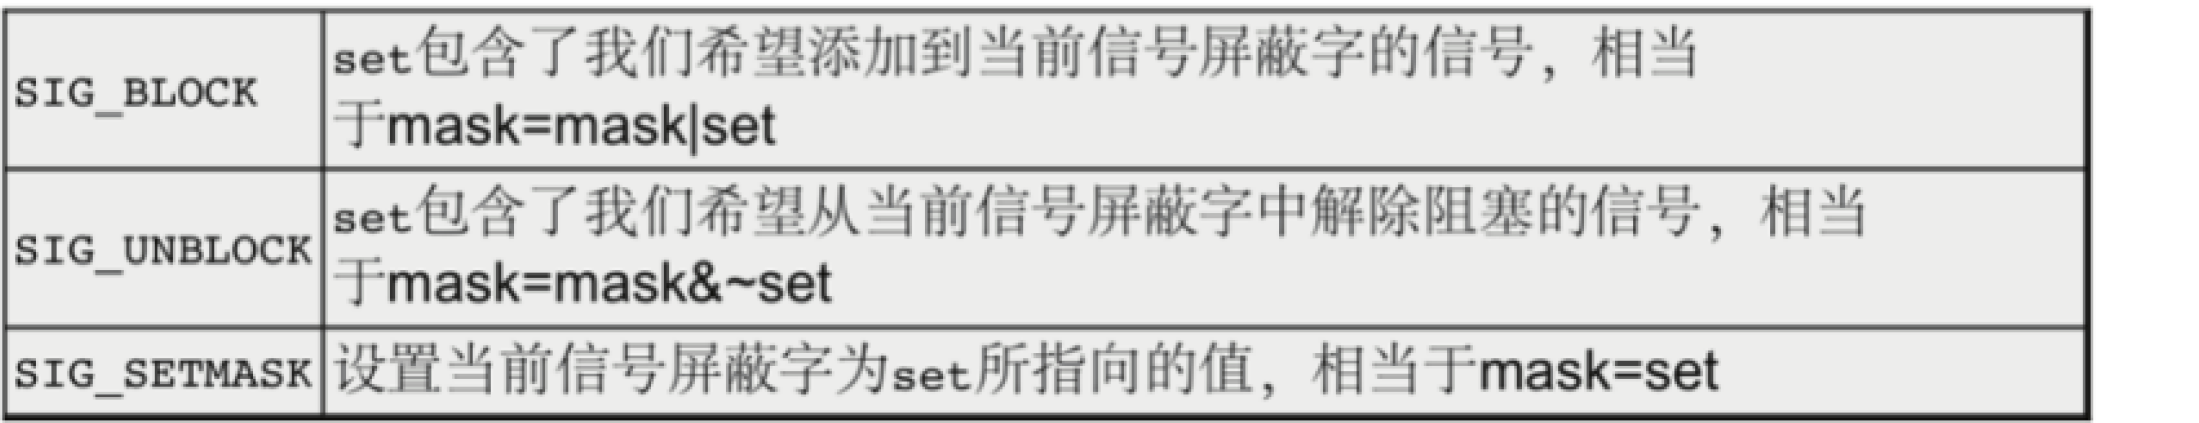 SIG_BLOCK
set包含了我们希望添加到当前信号屏蔽字的信号，相当
于mask=mask|set
SIG_UNBLOCK
set包含了我们希望从当前信号屏蔽字中解除阻塞的信号，相当
于mask=mask&~set
SIG_SETMASK
设置当前信号屏蔽字为set所指向的值，相当于mask=set